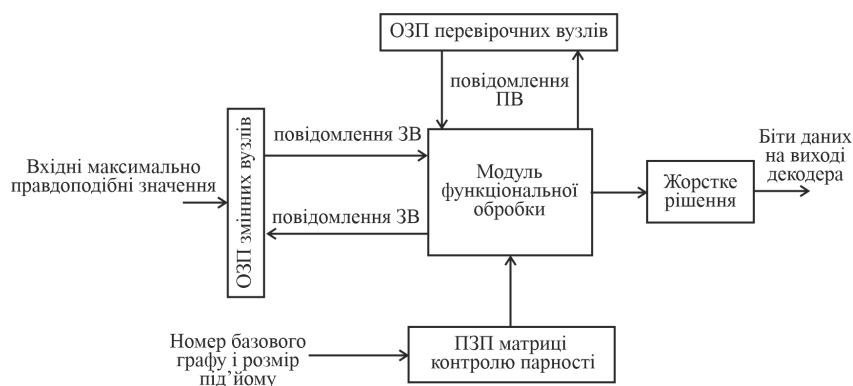 ОЗП перевірочних вузлів
повідомлення
ПВ
повідомлення ЗВ
Вхідні максимально
правдоподібні значення
ОЗП змінних вузлів
Модуль
функціональної
обробки
Жорстке
рішення
Біти даних
на виході
декодера
повідомлення ЗВ
Номер базового
графу і розмір
під’йому
ПЗП матриці
контролю парності